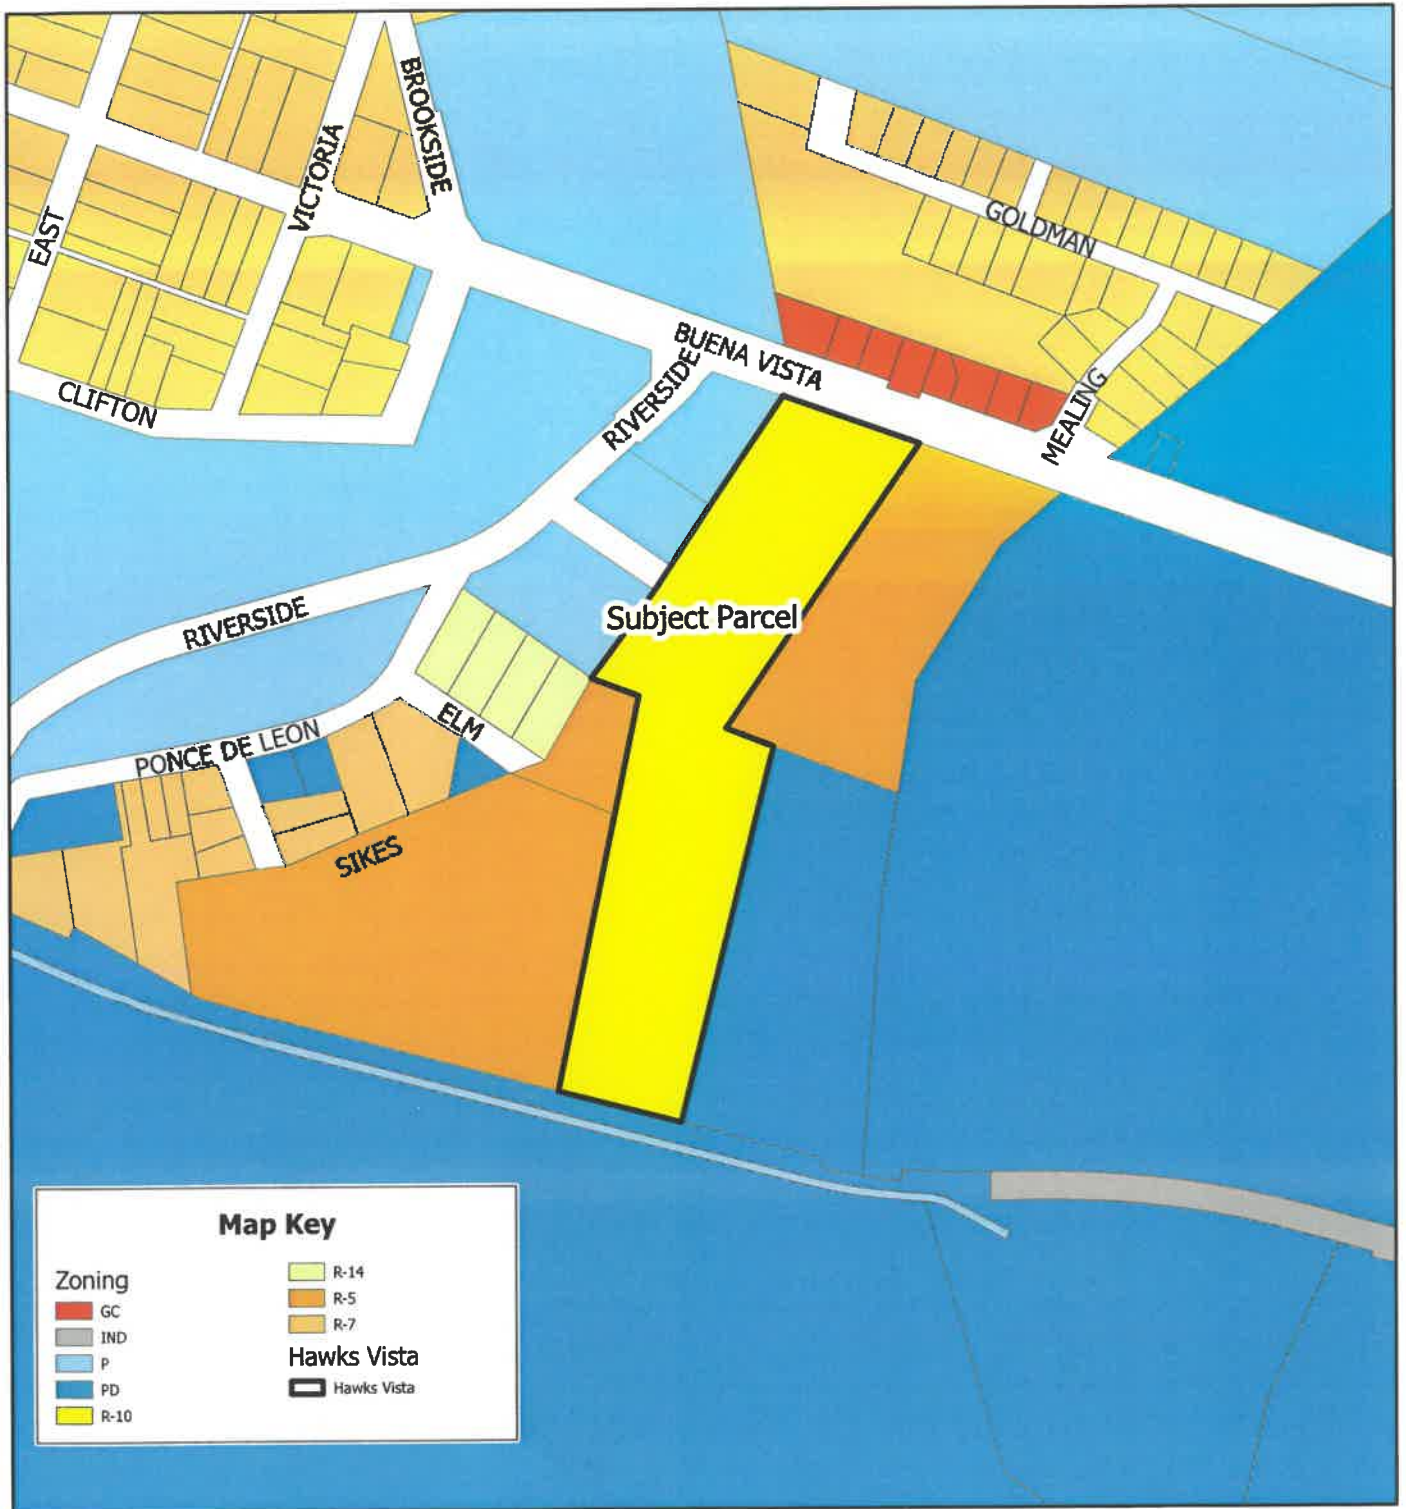 BROOKSIDE
VICTORIA
EAST
GOLDMAN
BUENA VISTA
RIVERSIDE
MEALING
CLIFTON
Subject Parcel
RIVERSIDE
ELM
PONCE DE LEON
SIKES
Map Key
Zoning
GC
IND
P
PD
R-10
R-14
R-5
R-7
Hawks Vista
Hawks Vista